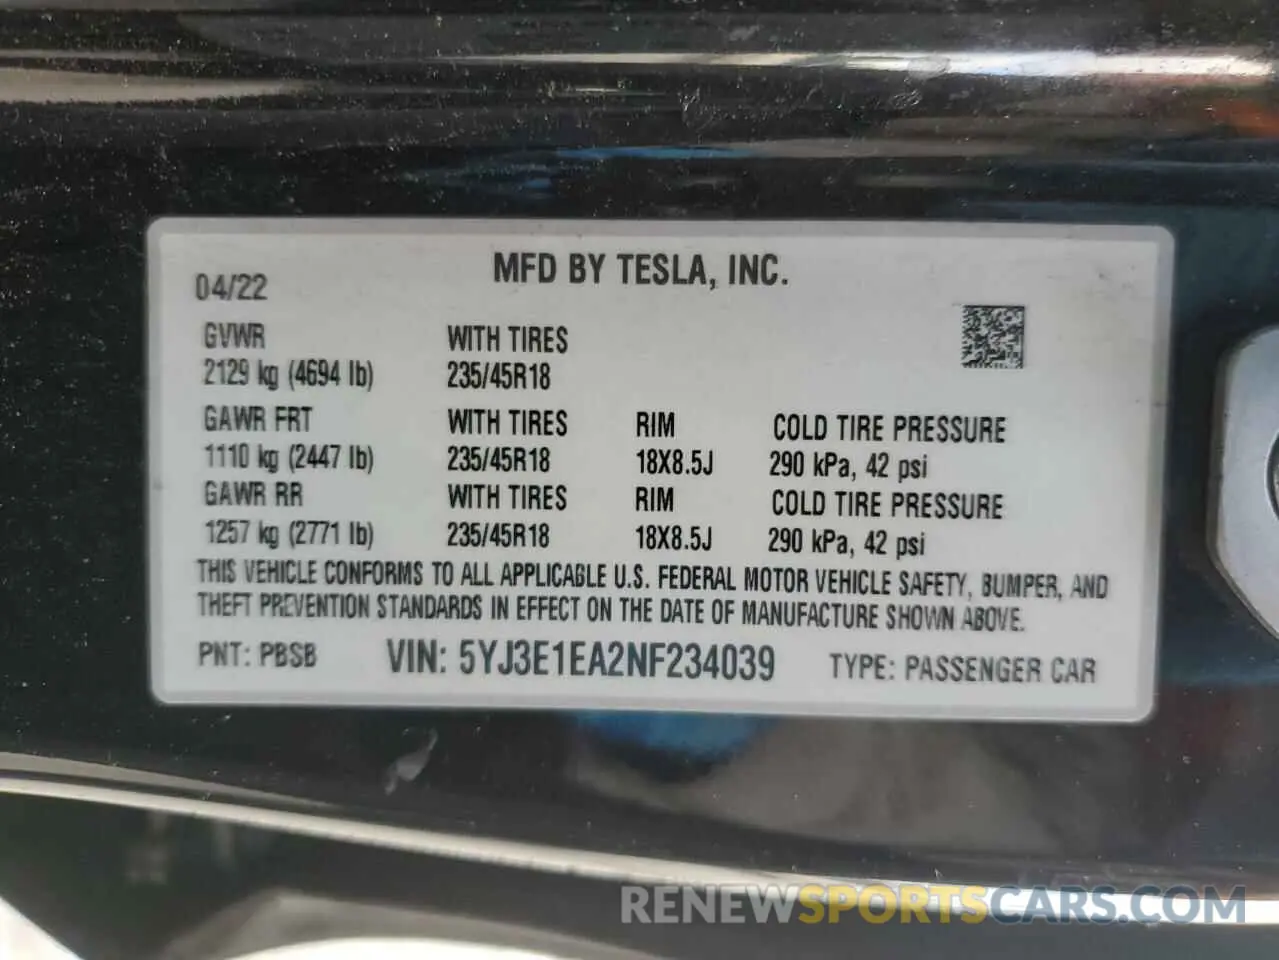 MFD BY TESLA, INC.
04/22
GVWR WITH TIRES
2129 kg (4694 lb) 235/45R18
GAWR FRT WITH TIRES RIM COLD TIRE PRESSURE
1110 kg (2447 lb) 235/45R18 18X8.5J 290 kPa, 42 psi
GAWR RR WITH TIRES RIM COLD TIRE PRESSURE
1257 kg (2771 lb) 235/45R18 18X8.5J 290 kPa, 42 psi
THIS VEHICLE CONFORMS TO ALL APPLICABLE U.S. FEDERAL MOTOR VEHICLE SAFETY, BUMPER, AND
THEFT PREVENTION STANDARDS IN EFFECT ON THE DATE OF MANUFACTURE SHOWN ABOVE.
PNT: PBSB VIN: 5YJ3E1EA2NF234039 TYPE: PASSENGER CAR
RENEWSPORTSCARS.COM